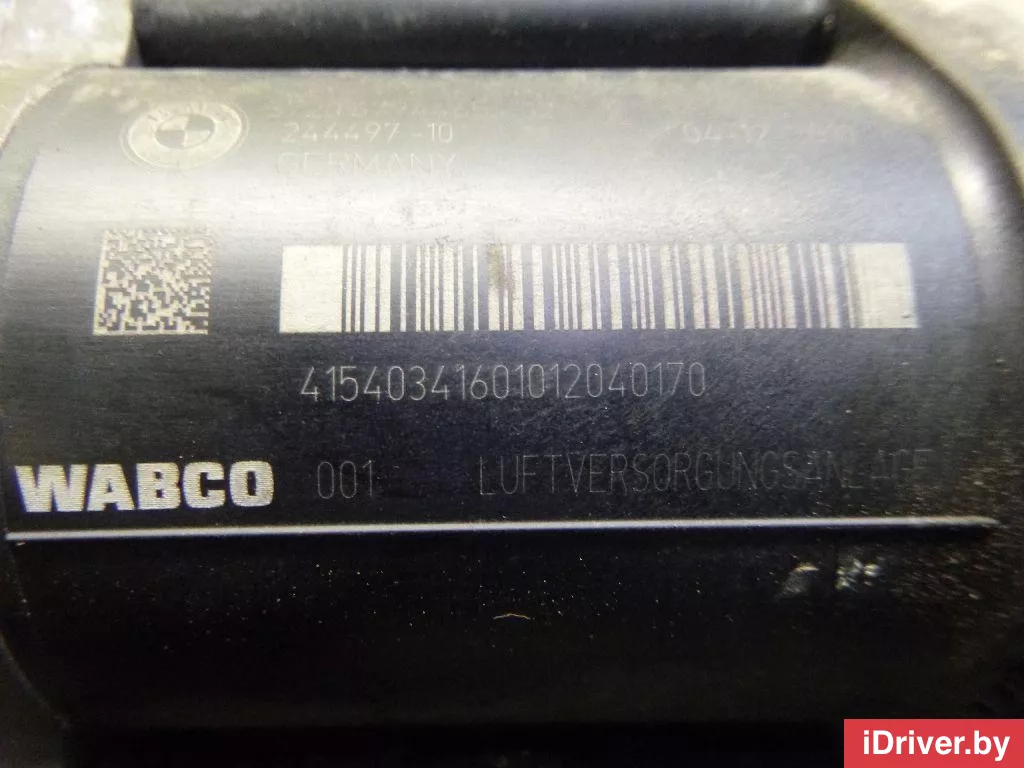 244497-10
GERMANY
41540341601012040170
WABCO 001 LUFTVERSORGUNGSANLAGE
iDriver.by